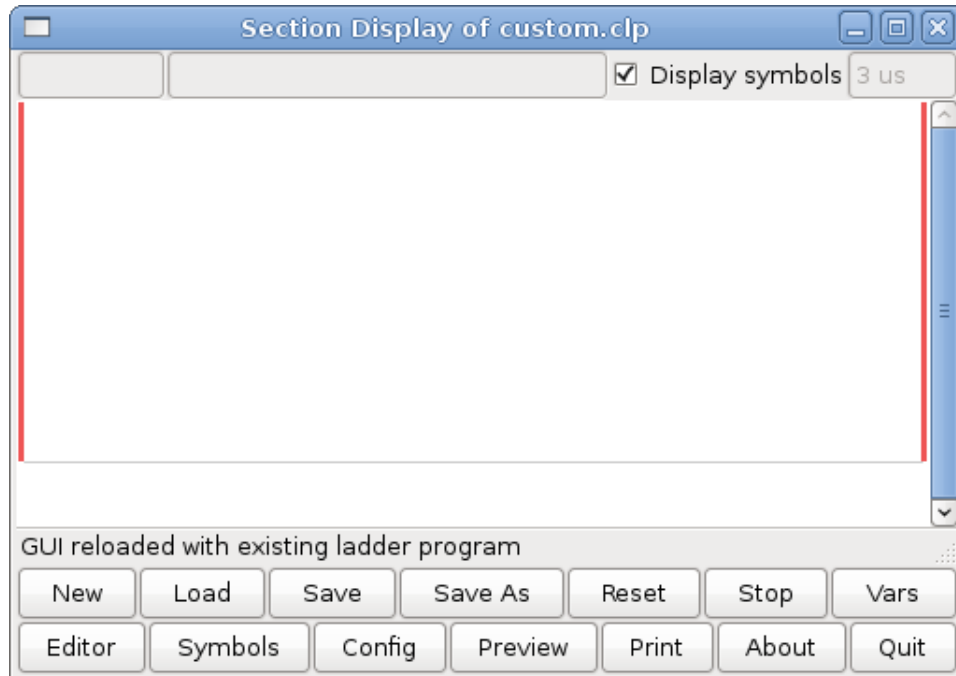 Section Display of custom.clp
Display symbols 3 us
GUI reloaded with existing ladder program
New Load Save Save As Reset Stop Vars
Editor Symbols Config Preview Print About Quit